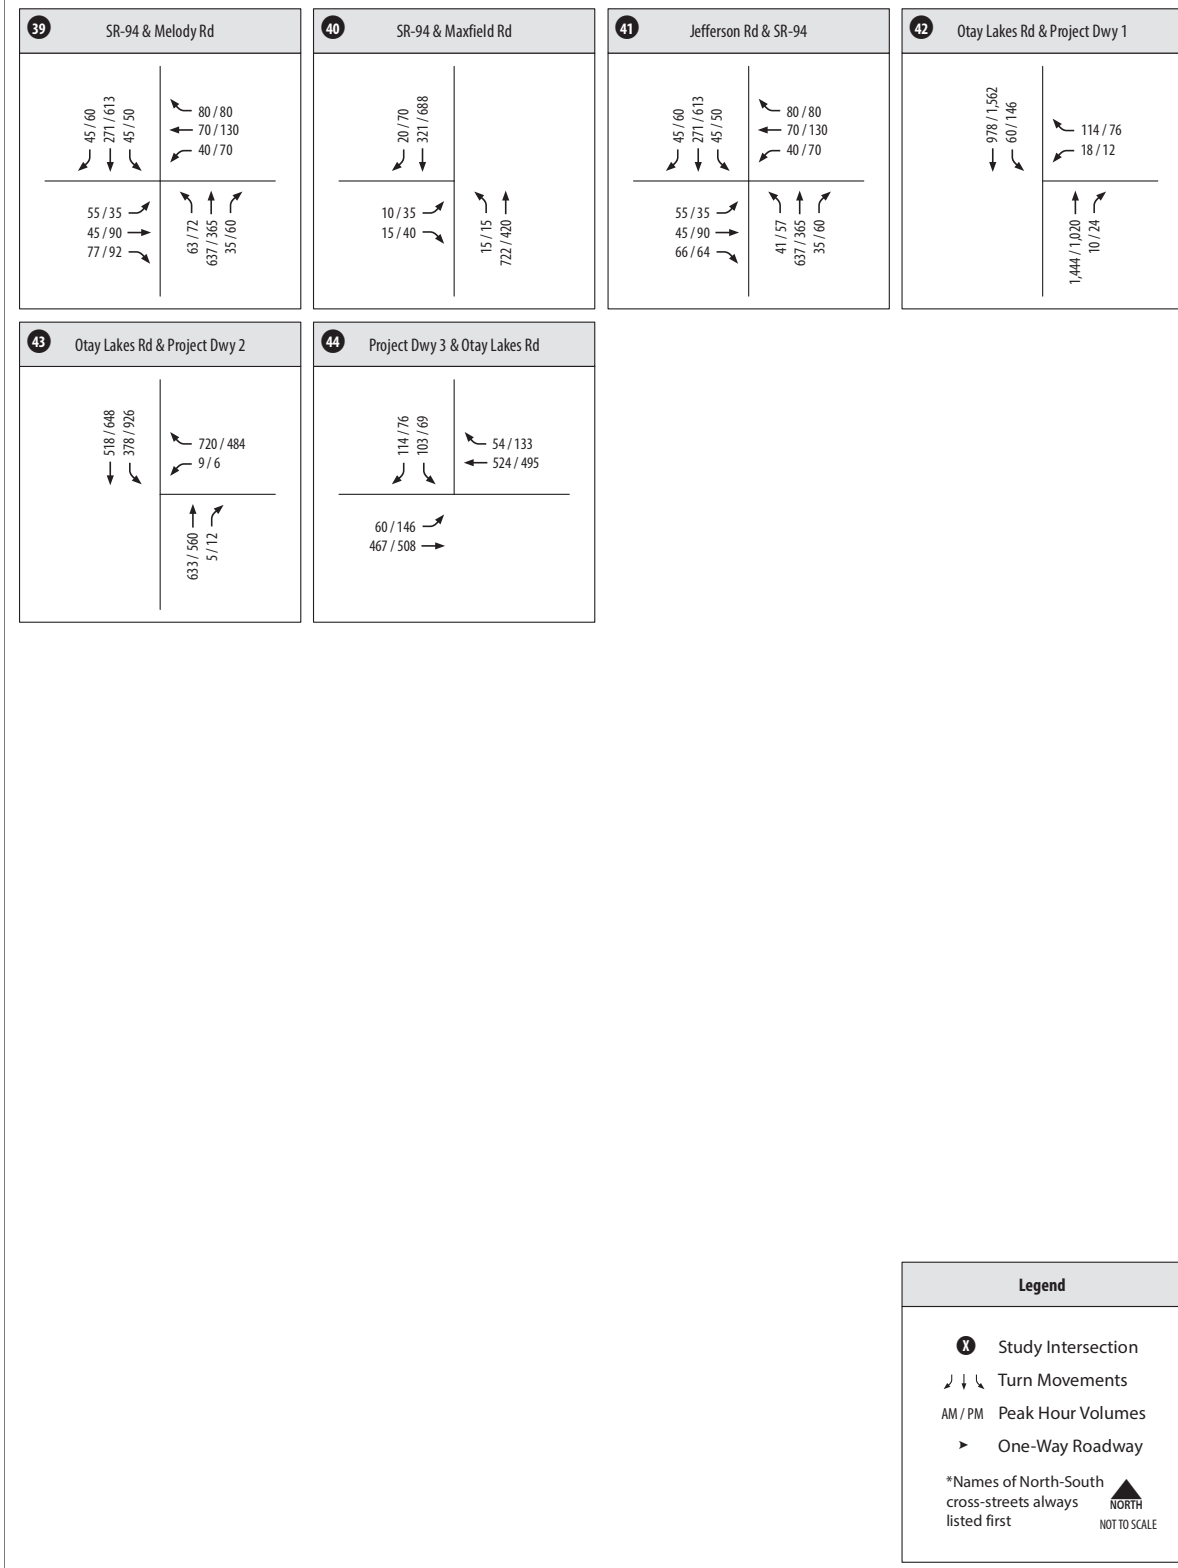 39 SR-94 & Melody Rd
45 / 60
271 / 613
45 / 50
80 / 80
70 / 130
40 / 70
55 / 35
45 / 90
77 / 92
63 / 72
637 / 365
35 / 60
40 SR-94 & Maxfield Rd
20 / 70
321 / 688
10 / 35
15 / 40
15 / 15
722 / 420
41 Jefferson Rd & SR-94
45 / 60
271 / 613
45 / 50
80 / 80
70 / 130
40 / 70
55 / 35
45 / 90
66 / 64
41 / 57
637 / 365
35 / 60
42 Otay Lakes Rd & Project Dwy 1
978 / 1,562
60 / 146
114 / 76
18 / 12
1,444 / 1,020
10 / 24
43 Otay Lakes Rd & Project Dwy 2
518 / 648
378 / 926
720 / 484
9 / 6
633 / 560
5 / 12
44 Project Dwy 3 & Otay Lakes Rd
114 / 76
103 / 69
54 / 133
524 / 495
60 / 146
467 / 508
Legend
X Study Intersection
Turn Movements
AM / PM Peak Hour Volumes
One-Way Roadway
*Names of North-South
cross-streets always
listed first
NORTH
NOT TO SCALE